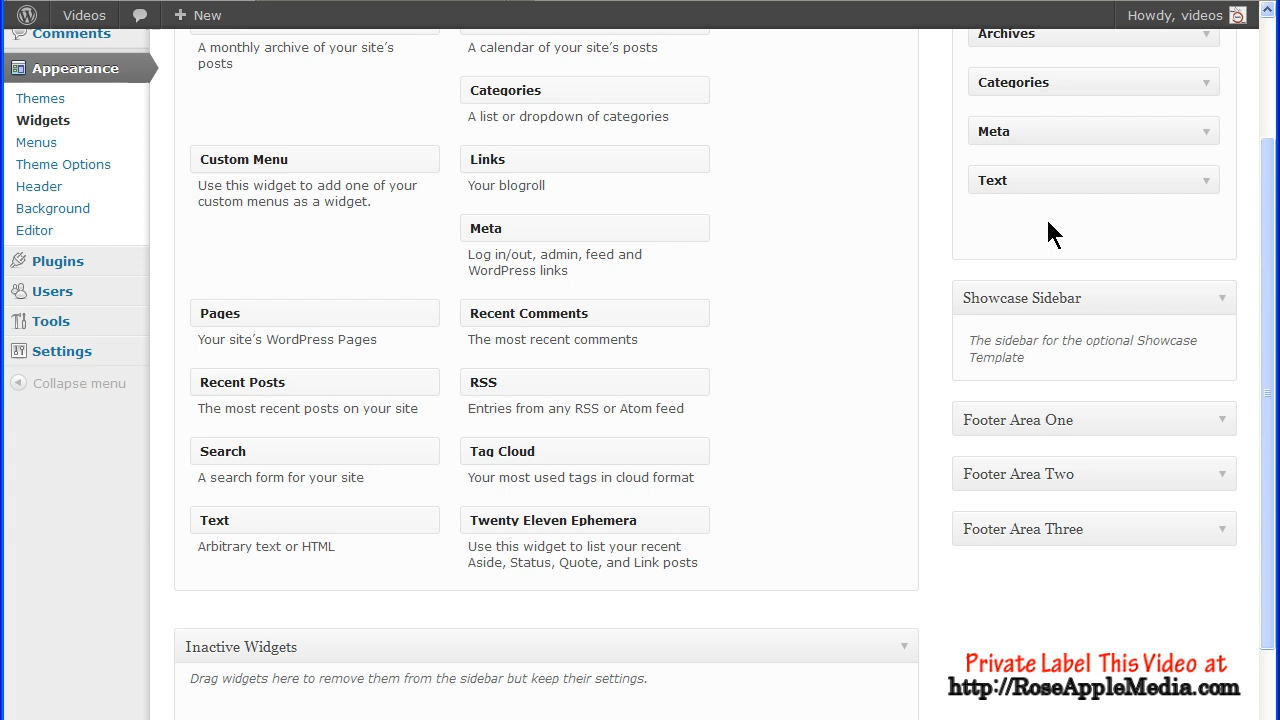 Videos
New
Howdy, videos
Comments
Appearance
Themes
Widgets
Menus
Theme Options
Header
Background
Editor
Plugins
Users
Tools
Settings
Collapse menu
A monthly archive of your site's
posts
A calendar of your site's posts
Categories
A list or dropdown of categories
Custom Menu
Use this widget to add one of your
custom menus as a widget.
Links
Your blogroll
Meta
Log in/out, admin, feed and
WordPress links
Pages
Your site's WordPress Pages
Recent Comments
The most recent comments
Recent Posts
The most recent posts on your site
RSS
Entries from any RSS or Atom feed
Search
A search form for your site
Tag Cloud
Your most used tags in cloud format
Text
Arbitrary text or HTML
Twenty Eleven Ephemera
Use this widget to list your recent
Aside, Status, Quote, and Link posts
Inactive Widgets
Drag widgets here to remove them from the sidebar but keep their settings.
Archives
Categories
Meta
Text
Showcase Sidebar
The sidebar for the optional Showcase
Template
Footer Area One
Footer Area Two
Footer Area Three
Private Label This Video at
http://RoseAppleMedia.com